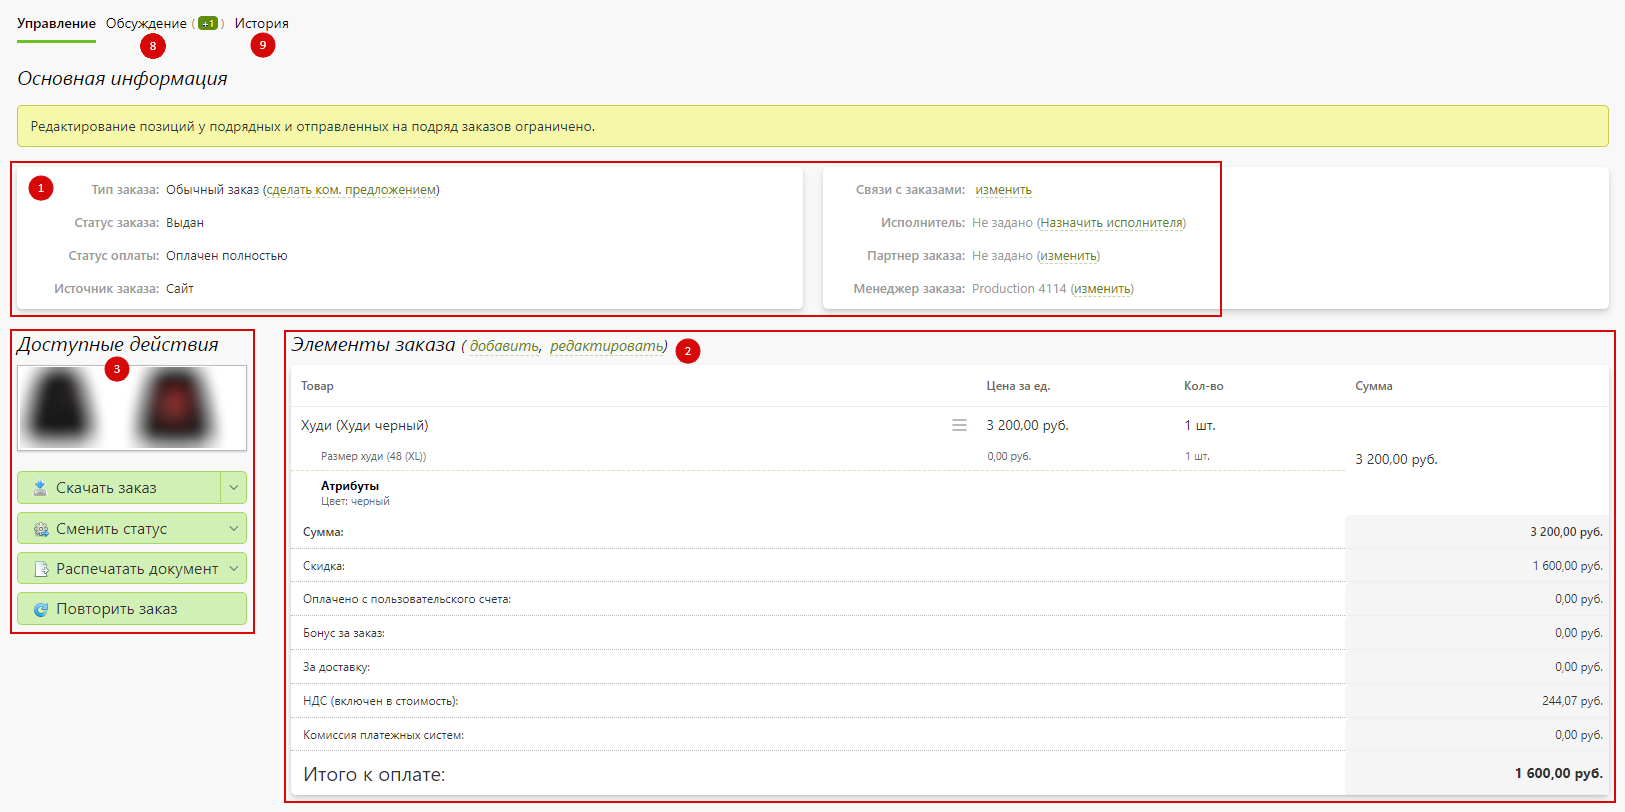 Управление Обсуждение ( +1 ) История
8 9
Основная информация
Редактирование позиций у подрядных и отправленных на подряд заказов ограничено.
1
Тип заказа: Обычный заказ (сделать ком. предложением)
Статус заказа: Выдан
Статус оплаты: Оплачен полностью
Источник заказа: Сайт
Связи с заказами: изменить
Исполнитель: Не задано (Назначить исполнителя)
Партнер заказа: Не задано (изменить)
Менеджер заказа: Production 4114 (изменить)
Доступные действия
3
Скачать заказ
Сменить статус
Распечатать документ
Повторить заказ
Элементы заказа ( добавить, редактировать) 2
Товар Цена за ед. Кол-во Сумма
Худи (Худи черный) 3 200,00 руб. 1 шт.
Размер худи (48 (XL)) 0,00 руб. 1 шт.
3 200,00 руб.
Атрибуты
Цвет: черный
Сумма: 3 200,00 руб.
Скидка: 1 600,00 руб.
Оплачено с пользовательского счета: 0,00 руб.
Бонус за заказ: 0,00 руб.
За доставку: 0,00 руб.
НДС (включен в стоимость): 244,07 руб.
Комиссия платежных систем: 0,00 руб.
Итого к оплате: 1 600,00 руб.